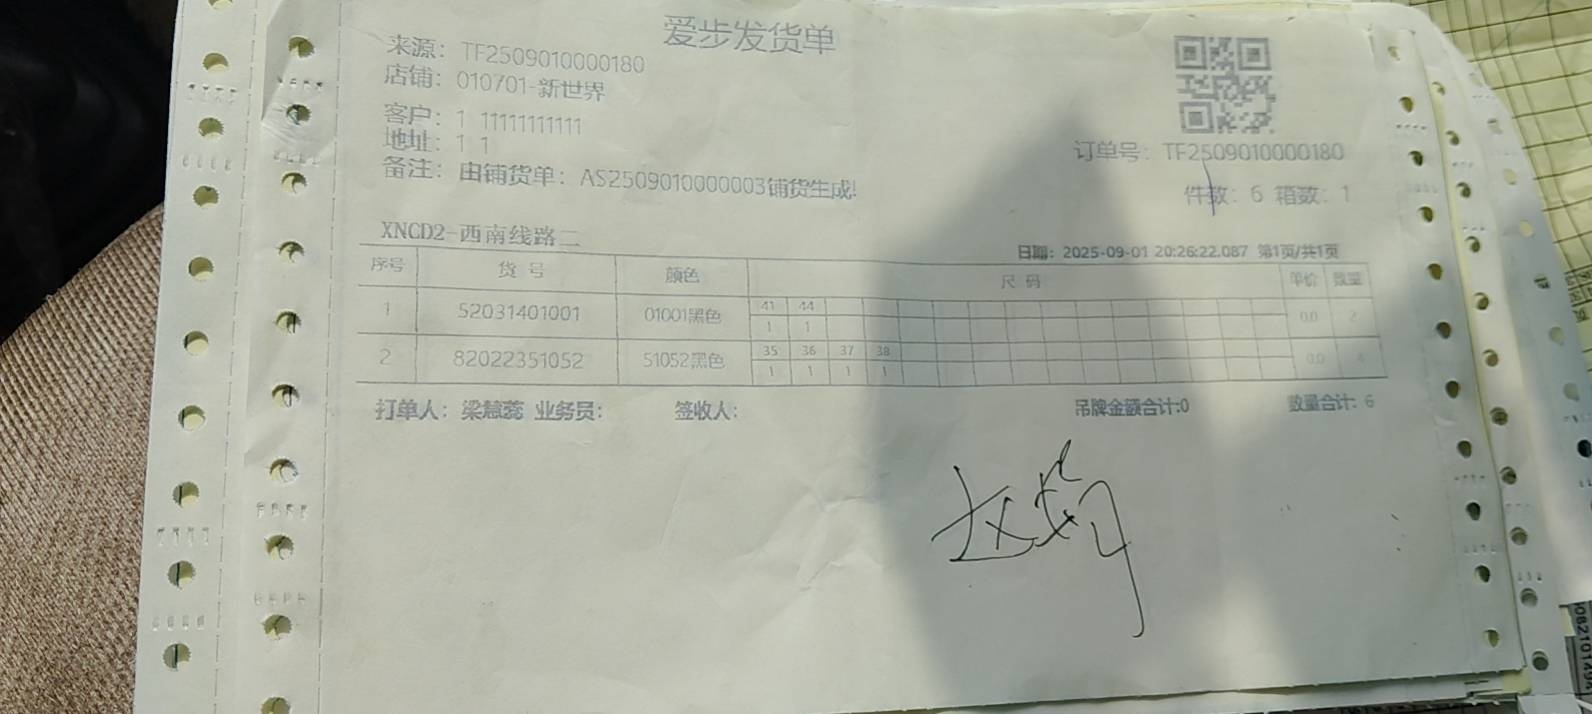 爱步发货单
来源：TF2509010000180
店铺：010701-新世界
客户：1 11111111111
地址：1 1
备注：由铺货单：AS2509010000003铺货生成!
订单号：TF2509010000180
件数：6 箱数：1
XNCD2-西南线路二
日期：2025-09-01 20:26:22.087 第1页/共1页
序号 货号 颜色 尺码 单价 数量
41 44
1 52031401001 01001黑色 0.0 2
1 1
35 36 37 38
2 82022351052 51052黑色 0.0 4
1 1 1 1
打单人：梁慧蕊 业务员： 签收人： 吊牌金额合计:0 数量合计: 6